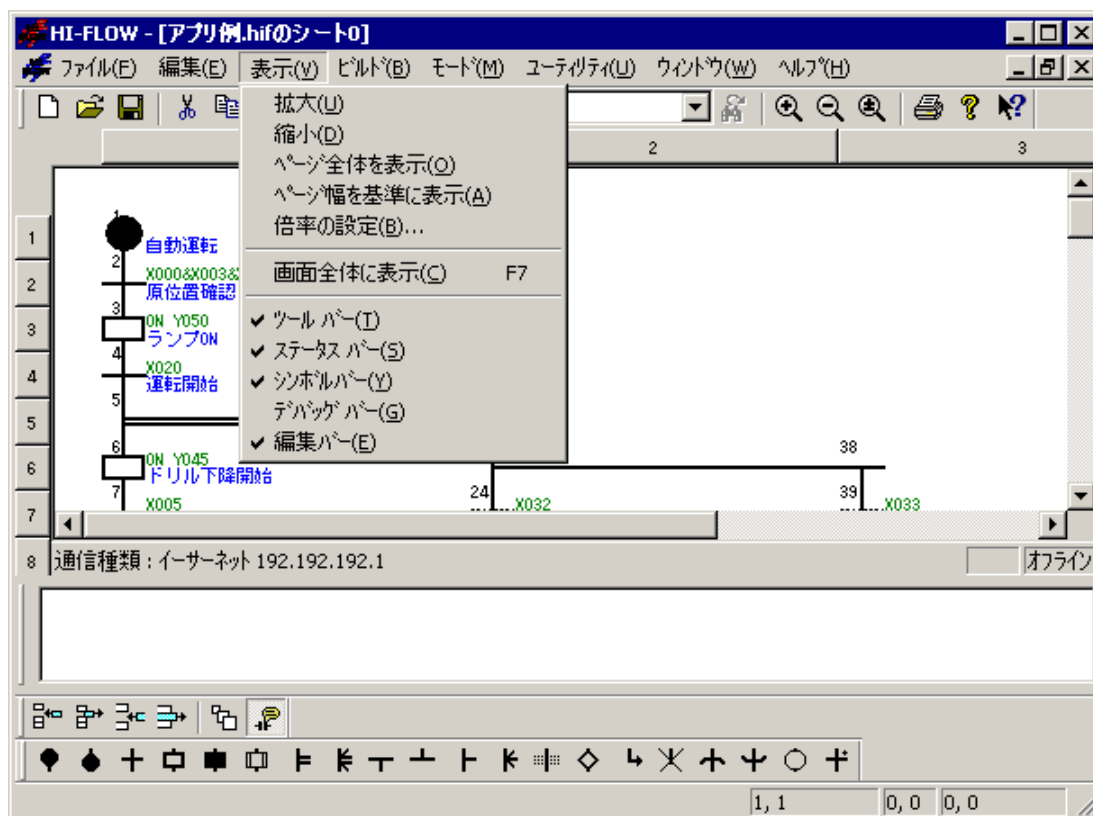 HI-FLOW - [アプリ例.hifのシート0]
ファイル(F) 編集(E) 表示(V) ビルド(B) モード(M) ユーティリティ(U) ウィンドウ(W) ヘルプ(H)
拡大(U)
縮小(D)
ページ全体を表示(O)
ページ幅を基準に表示(A)
倍率の設定(B)...
画面全体に表示(C) F7
ツール バー(T)
ステータス バー(S)
シンボルバー(Y)
デバッグ バー(G)
編集バー(E)
2 3
1
2
3
4
5
6
7
8
1
自動運転
2
X000&X003&
原位置確認
3
ON Y050
ランプON
4
X020
運転開始
5
6
ON Y045
ドリル下降開始
7
X005
24
X032
38
39
X033
通信種類 : イーサーネット 192.192.192.1 オフライン
1, 1 0, 0 0, 0